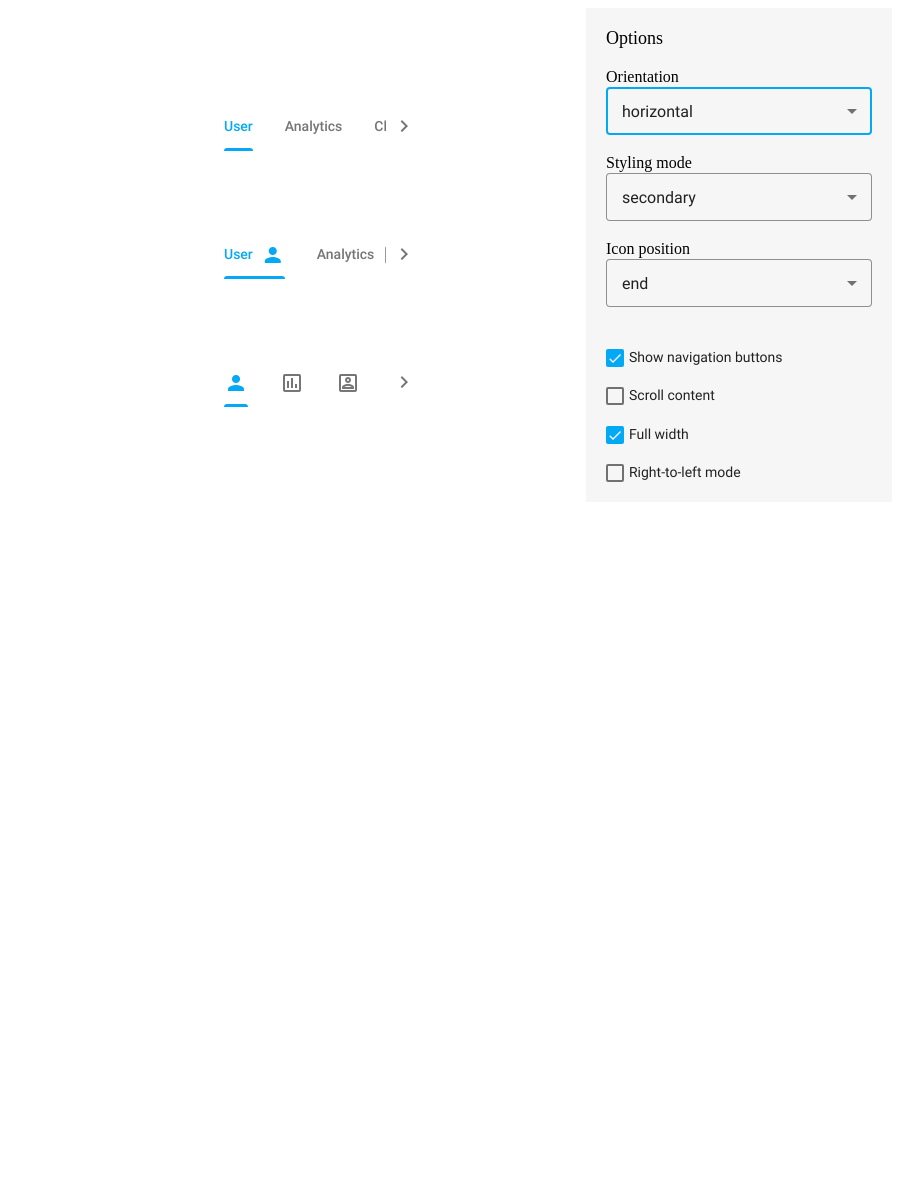 User Analytics Cl
User Analytics
Options
Orientation
horizontal
Styling mode
secondary
Icon position
end
Show navigation buttons
Scroll content
Full width
Right-to-left mode